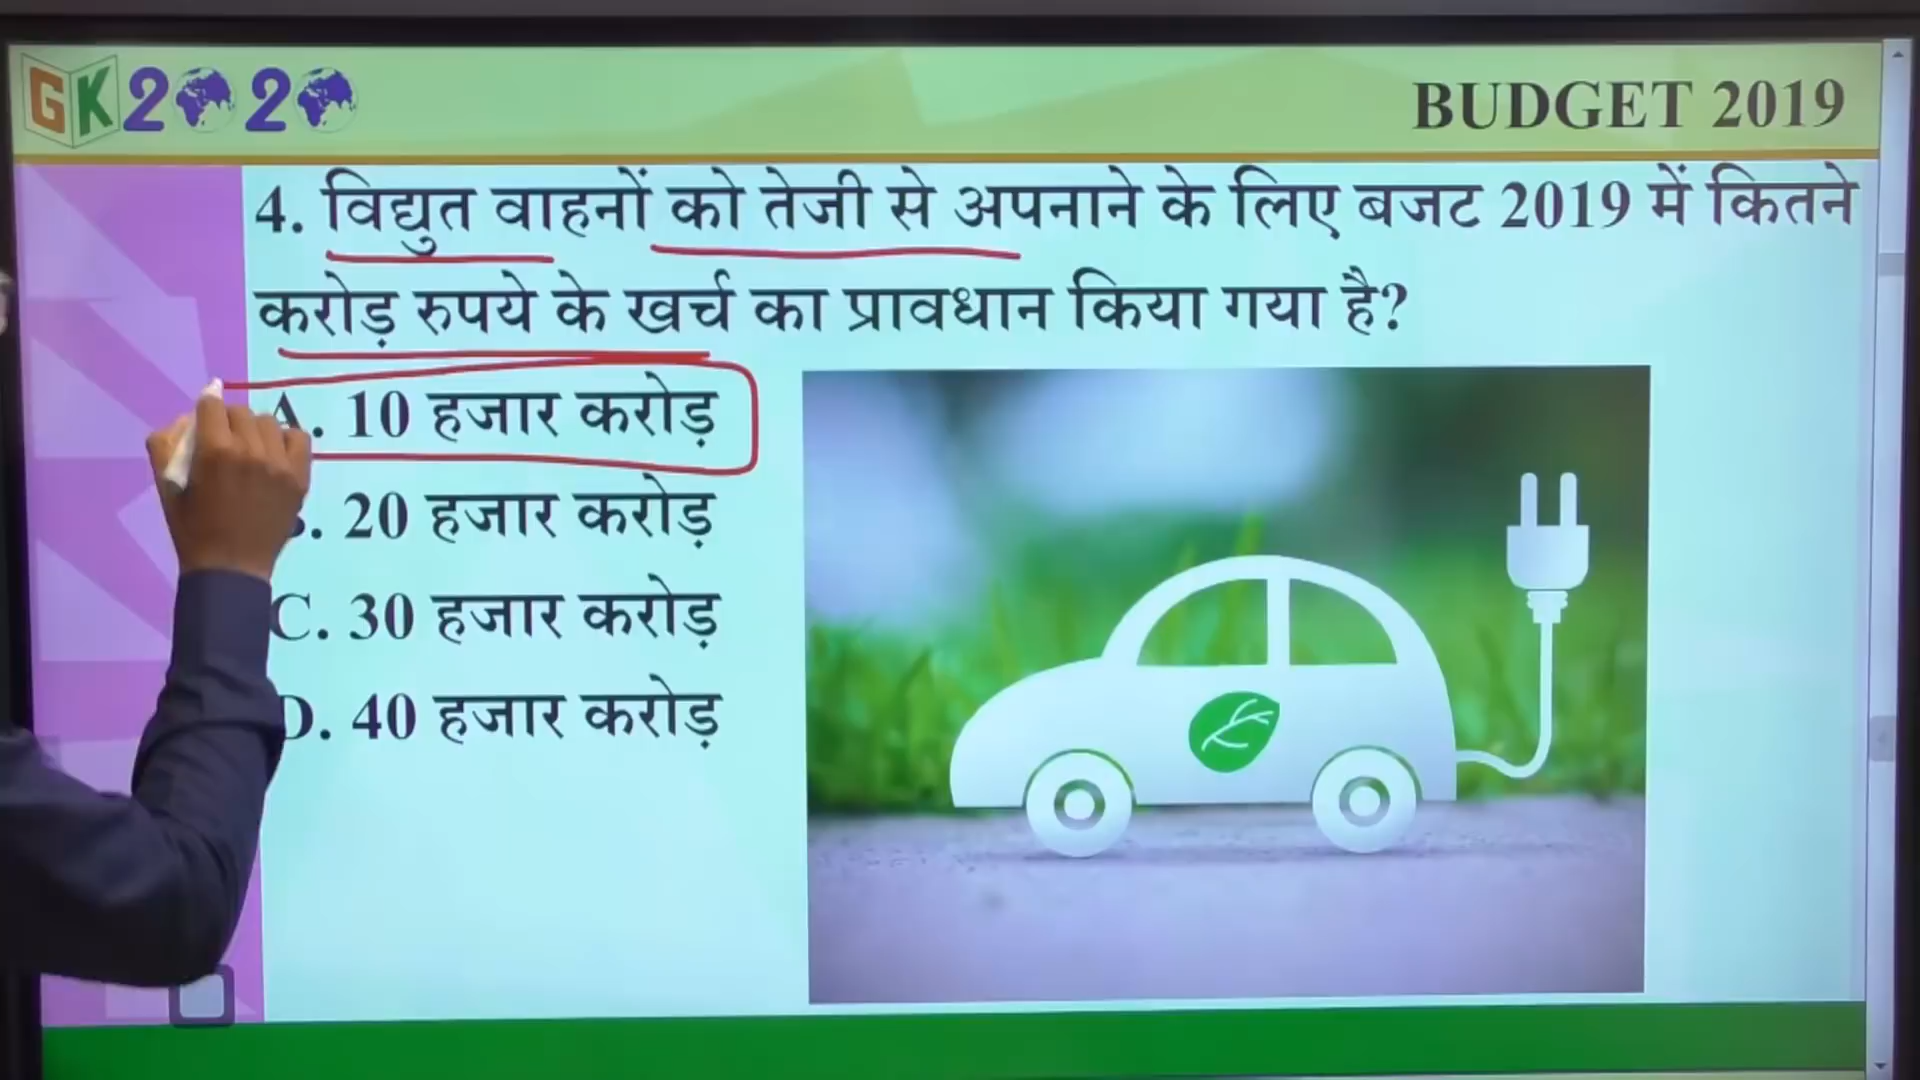 GK2020
BUDGET 2019
4. विद्युत वाहनों को तेजी से अपनाने के लिए बजट 2019 में कितने
करोड़ रुपये के खर्च का प्रावधान किया गया है?
A. 10 हजार करोड़
B. 20 हजार करोड़
C. 30 हजार करोड़
D. 40 हजार करोड़